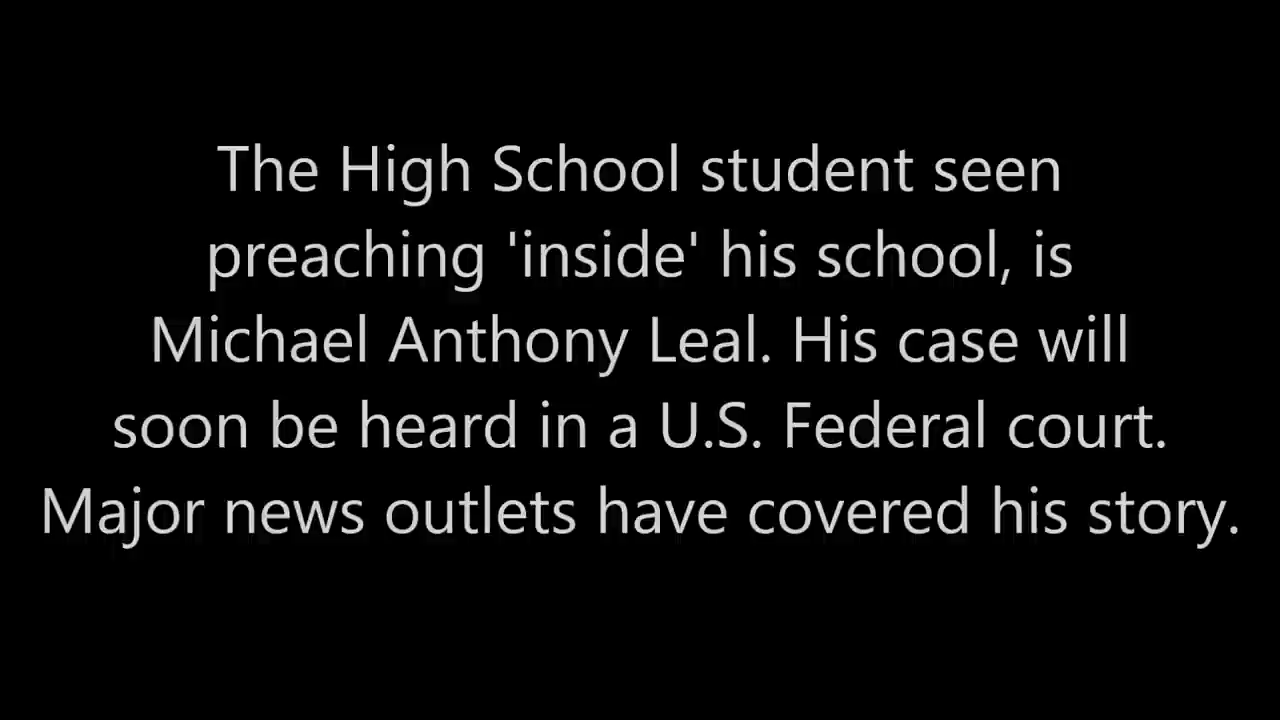 The High School student seen
preaching 'inside' his school, is
Michael Anthony Leal. His case will
soon be heard in a U.S. Federal court.
Major news outlets have covered his story.